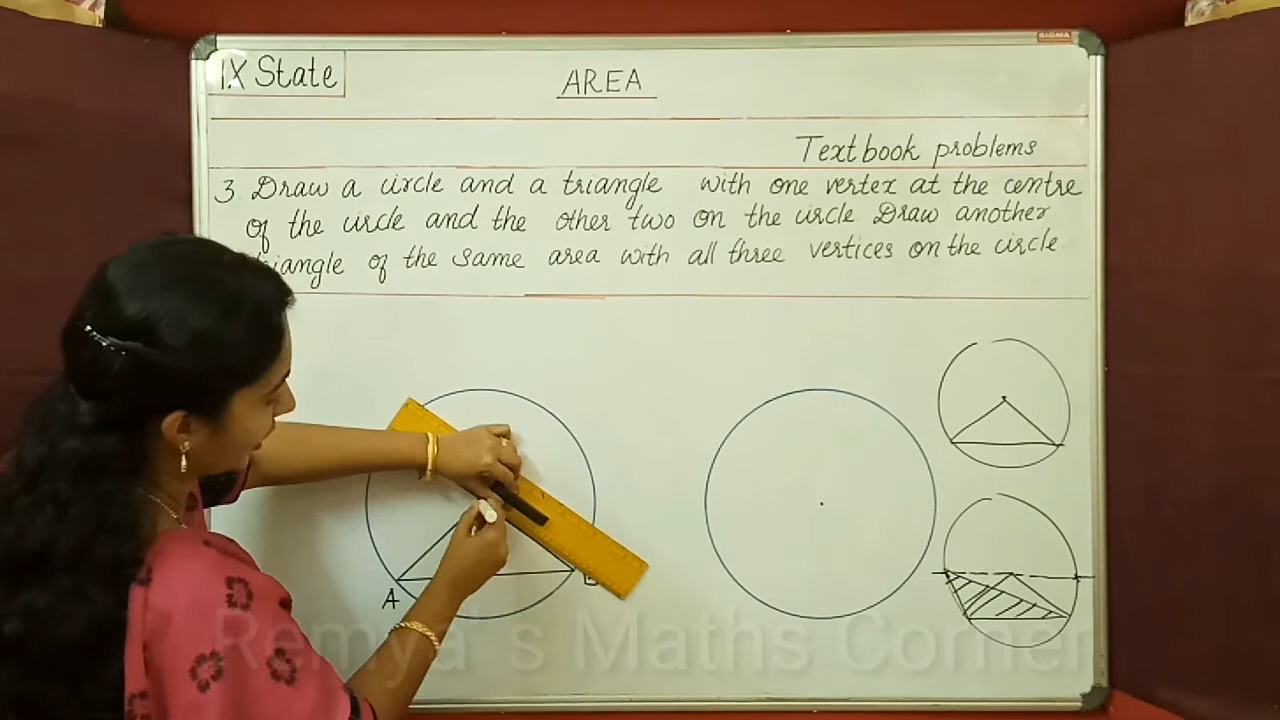 SIGMA
IX State
AREA
Textbook problems
3. Draw a circle and a triangle with one vertex at the centre
of the circle and the other two on the circle. Draw another
triangle of the same area with all three vertices on the circle.
A
Remya's Maths Corner